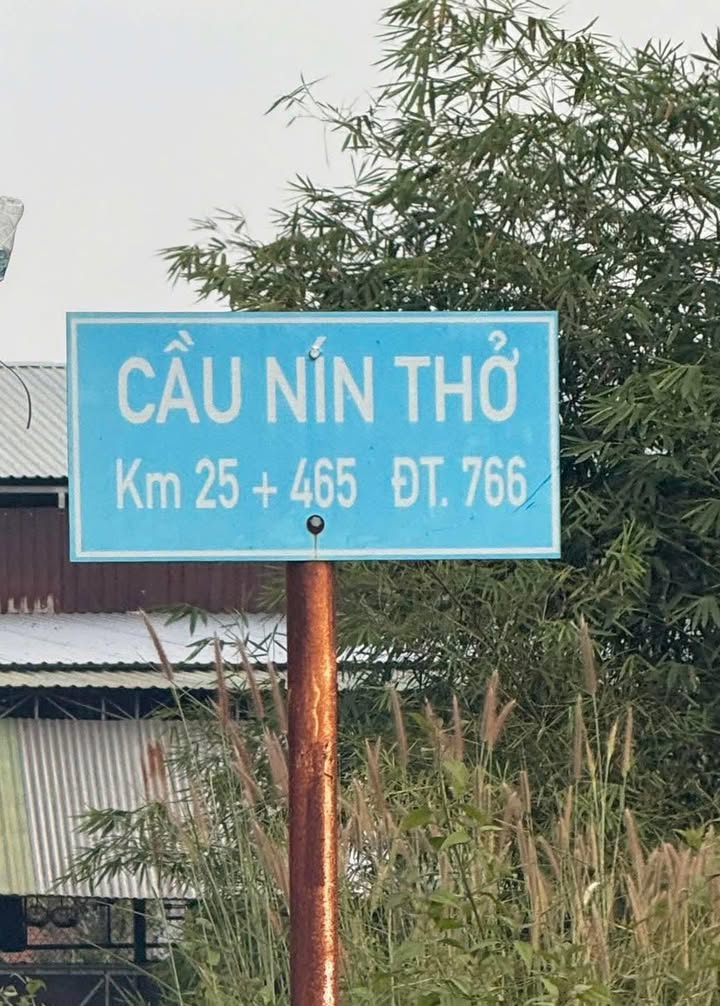 CẦU NÍN THỞ
Km 25 + 465 ĐT. 766